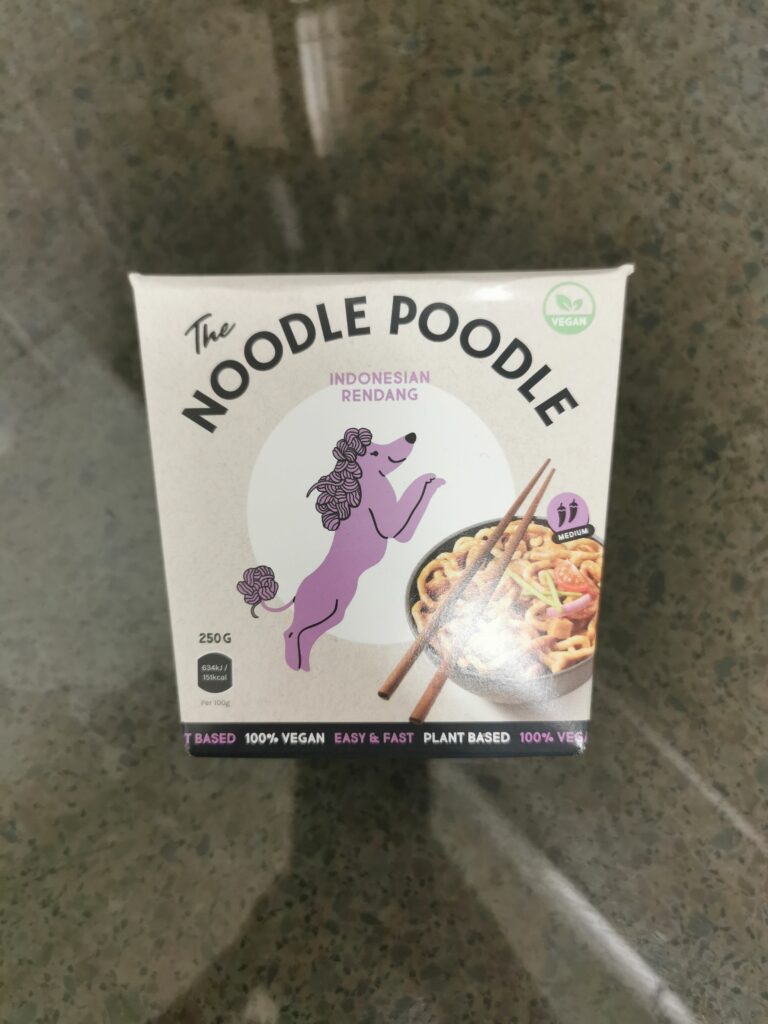 The
NOODLE POODLE
VEGAN
INDONESIAN
RENDANG
MEDIUM
250G
634kJ /
151kcal
Per 100g
T BASED 100% VEGAN EASY & FAST PLANT BASED 100% VEGA